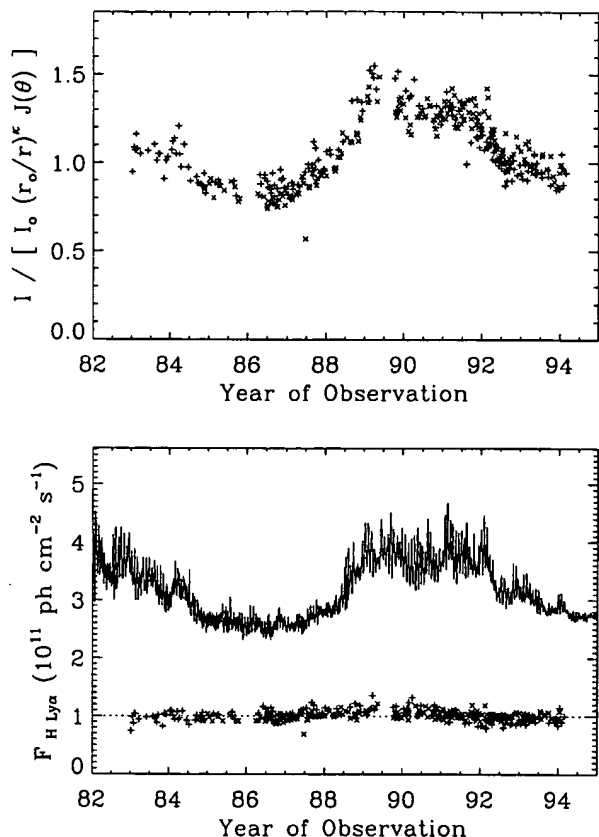 I / [ I₀ (r₀/r)^κ J(θ) ]
1.5
1.0
0.5
0.0
82 84 86 88 90 92 94
Year of Observation
F H Lyα (10¹¹ ph cm⁻² s⁻¹)
5
4
3
2
1
0
82 84 86 88 90 92 94
Year of Observation